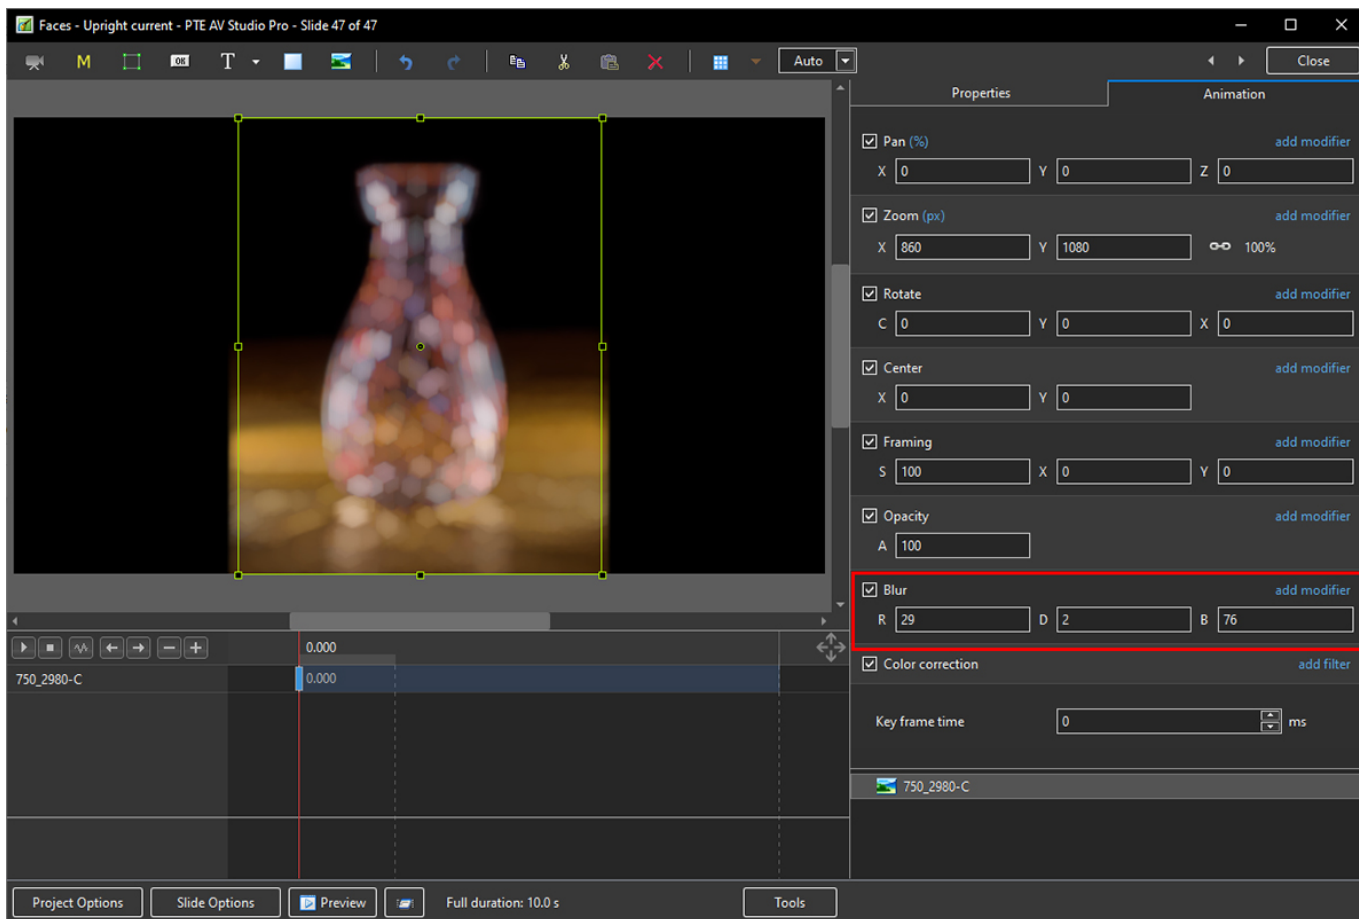 Faces - Upright current - PTE AV Studio Pro - Slide 47 of 47
M OK T Auto Close
Properties Animation
Pan (%) add modifier
X 0 Y 0 Z 0
Zoom (px) add modifier
X 860 Y 1080 100%
Rotate add modifier
C 0 Y 0 X 0
Center add modifier
X 0 Y 0
Framing add modifier
S 100 X 0 Y 0
Opacity add modifier
A 100
Blur add modifier
R 29 D 2 B 76
0.000
Color correction add filter
750_2980-C 0.000
Key frame time 0 ms
750_2980-C
Project Options Slide Options Preview Full duration: 10.0 s Tools